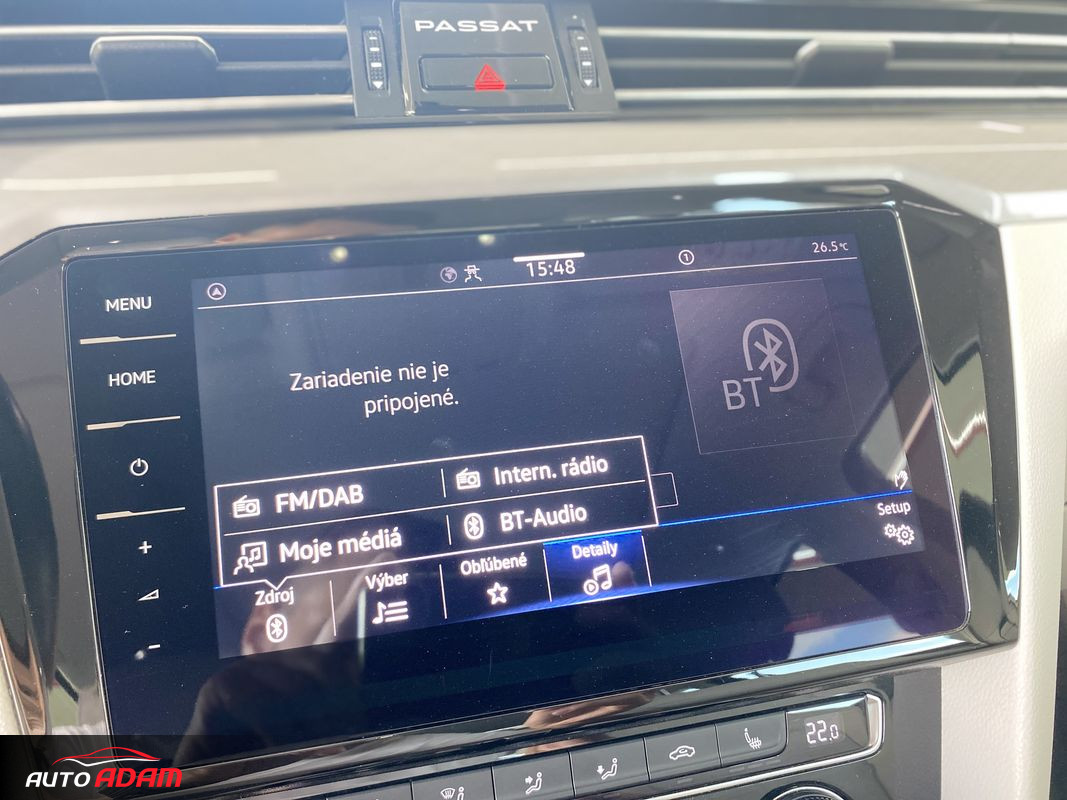 PASSAT
15:48
1
26.5°C
MENU
HOME
Zariadenie nie je
pripojené.
BT
FM/DAB
Intern. rádio
Moje médiá
BT-Audio
Zdroj
Výber
Obľúbené
Detaily
Setup
+
-
22.0
AUTO ADAM